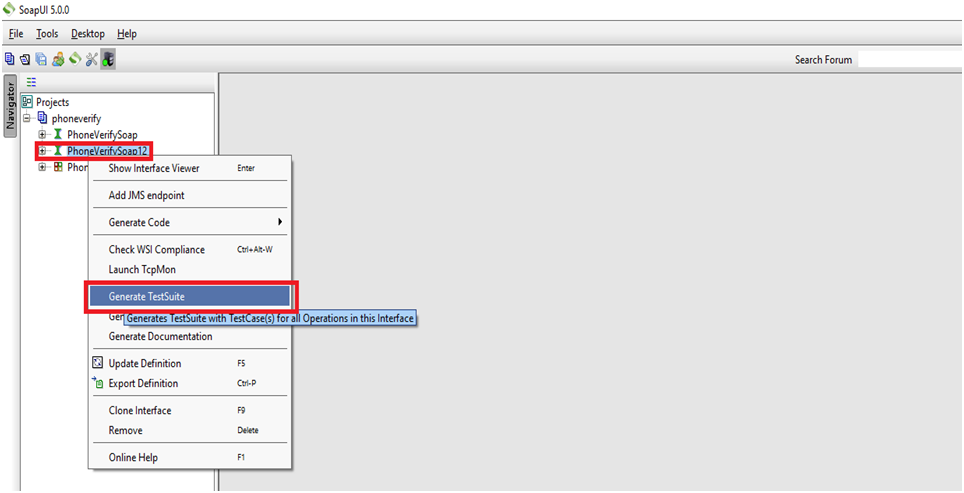 SoapUI 5.0.0
File Tools Desktop Help
Search Forum
Navigator
Projects
phoneverify
PhoneVerifySoap
PhoneVerifySoap12
Phon
Show Interface Viewer Enter
Add JMS endpoint
Generate Code
Check WSI Compliance Ctrl+Alt-W
Launch TcpMon
Generate TestSuite
Ger
Generates TestSuite with TestCase(s) for all Operations in this Interface
Generate Documentation
Update Definition F5
Export Definition Ctrl-P
Clone Interface F9
Remove Delete
Online Help F1